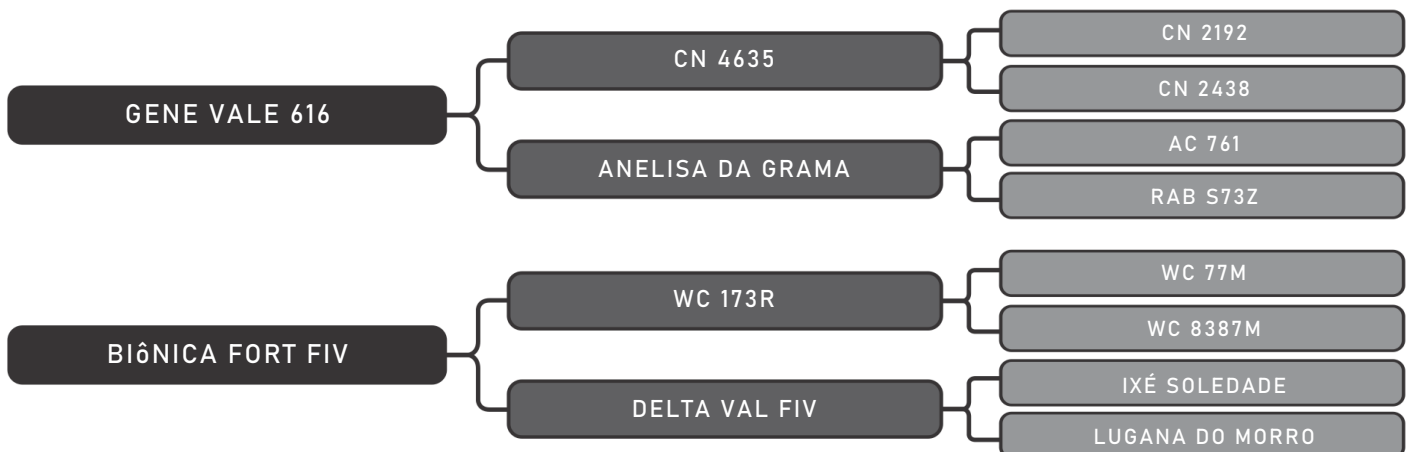 GENE VALE 616
CN 4635
CN 2192
CN 2438
ANELISA DA GRAMA
AC 761
RAB S73Z
BIôNICA FORT FIV
WC 173R
WC 77M
WC 8387M
DELTA VAL FIV
IXÉ SOLEDADE
LUGANA DO MORRO